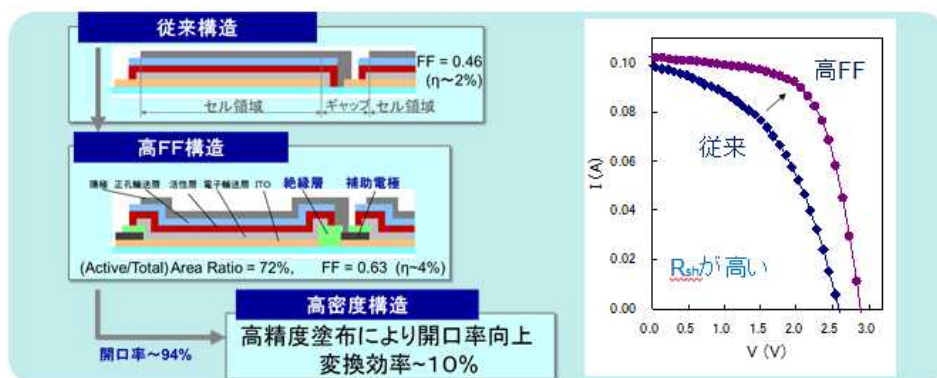 従来構造
FF = 0.46
(η~2%)
セル領域
ギャップ
セル領域
高FF構造
陽極 正孔輸送層 活性層 電子輸送層 ITO 絶縁層 補助電極
(Active/Total) Area Ratio = 72%, FF = 0.63 (η~4%)
高密度構造
開口率~94%
高精度塗布により開口率向上
変換効率~10%
0.10
0.08
0.06
0.04
0.02
0.00
I (A)
高FF
従来
Rshが高い
0.0 0.5 1.0 1.5 2.0 2.5 3.0
V (V)